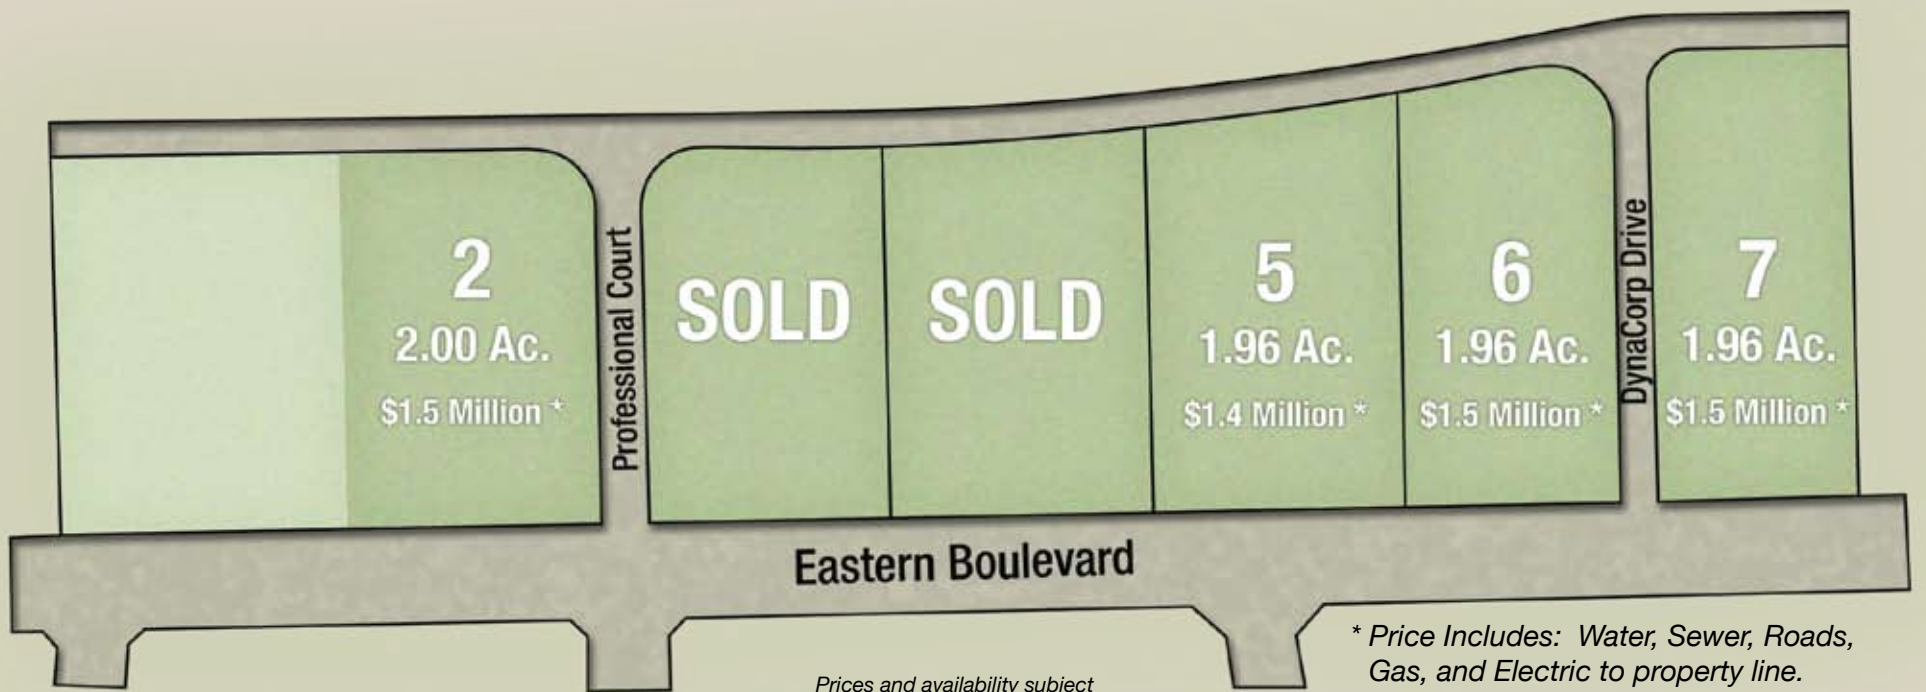 2
2.00 Ac.
$1.5 Million *
Professional Court
SOLD
SOLD
5
1.96 Ac.
$1.4 Million *
6
1.96 Ac.
$1.5 Million *
DynaCorp Drive
7
1.96 Ac.
$1.5 Million *
Eastern Boulevard
* Price Includes: Water, Sewer, Roads,
Gas, and Electric to property line.
Prices and availability subject